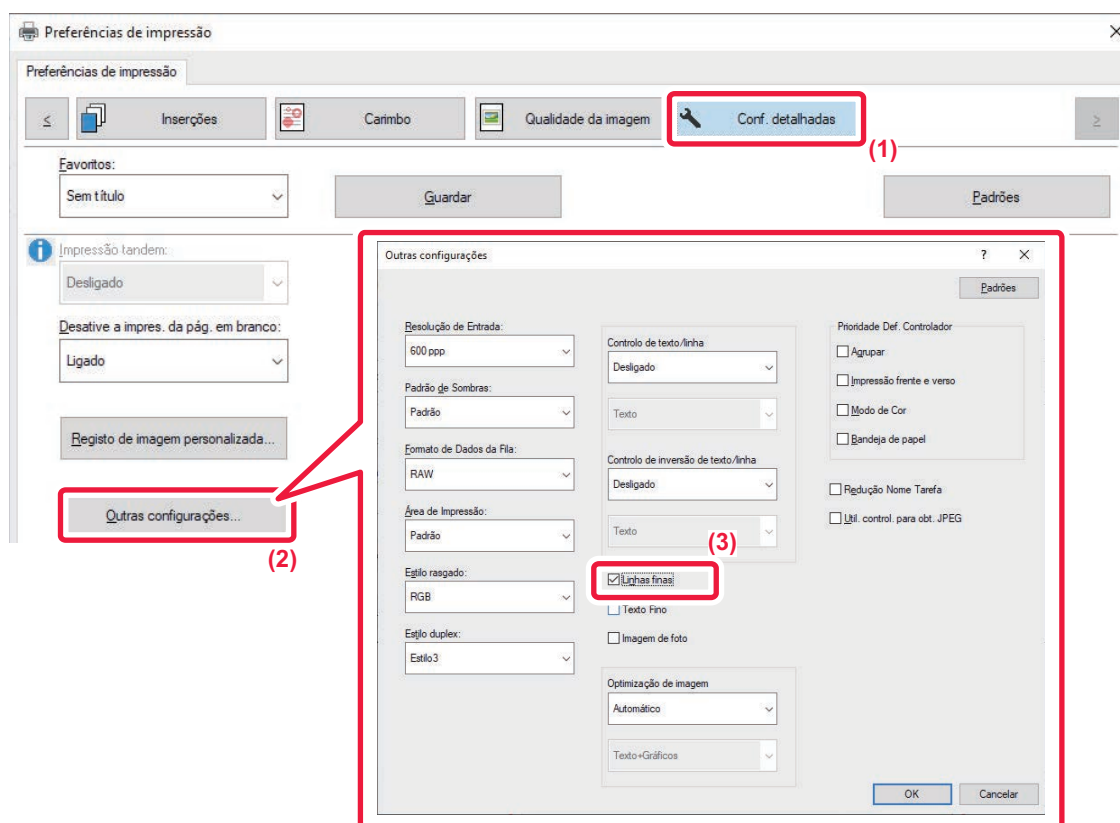 Preferências de impressão
Preferências de impressão
<
Inserções
Carimbo
Qualidade da imagem
Conf. detalhadas
>
(1)
Favoritos:
Sem título
Guardar
Padrões
Impressão tandem:
Desligado
Desative a impres. da pág. em branco:
Ligado
Registo de imagem personalizada...
Outras configurações...
(2)
Outras configurações
?
Padrões
Resolução de Entrada:
600 ppp
Padrão de Sombras:
Padrão
Formato de Dados da Fila:
RAW
Área de Impressão:
Padrão
Estilo rasgado:
RGB
Estilo duplex:
Estilo3
Controlo de texto/linha
Desligado
Texto
Controlo de inversão de texto/linha
Desligado
Texto
(3)
Linhas finas
Texto Fino
Imagem de foto
Optimização de imagem
Automático
Texto+Gráficos
Prioridade Def. Controlador
Agrupar
Impressão frente e verso
Modo de Cor
Bandeja de papel
Redução Nome Tarefa
Util. control. para obt. JPEG
OK
Cancelar